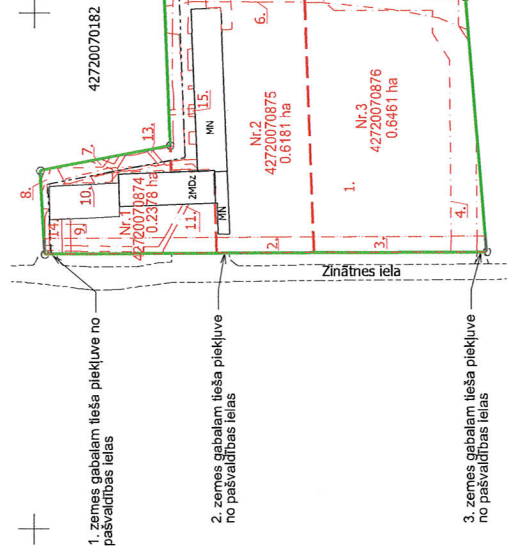 42720070182
8.
7.
13.
10.
14.
9.
Nr.1
42720070874
0.2378 ha
11.
2MDz
MN
15.
MN
6.
Nr.2
42720070875
0.6181 ha
Nr.3
42720070876
0.6461 ha
1.
2.
3.
4.
Zinātnes iela
1. zemes gabalam tieša piekļuve no
pašvaldības ielas
2. zemes gabalam tieša piekļuve
no pašvaldības ielas
3. zemes gabalam tieša piekļuve
no pašvaldības ielas